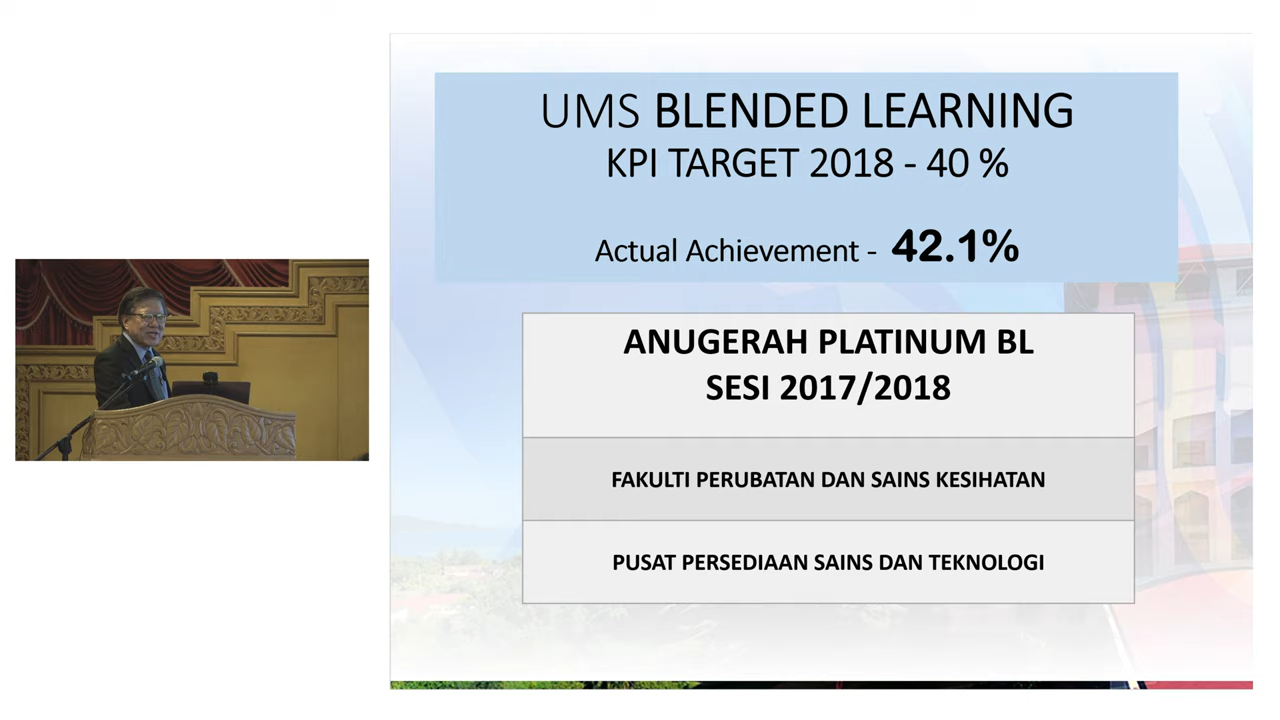 UMS BLENDED LEARNING
KPI TARGET 2018 - 40 %
Actual Achievement - 42.1%
ANUGERAH PLATINUM BL
SESI 2017/2018
FAKULTI PERUBATAN DAN SAINS KESIHATAN
PUSAT PERSEDIAAN SAINS DAN TEKNOLOGI